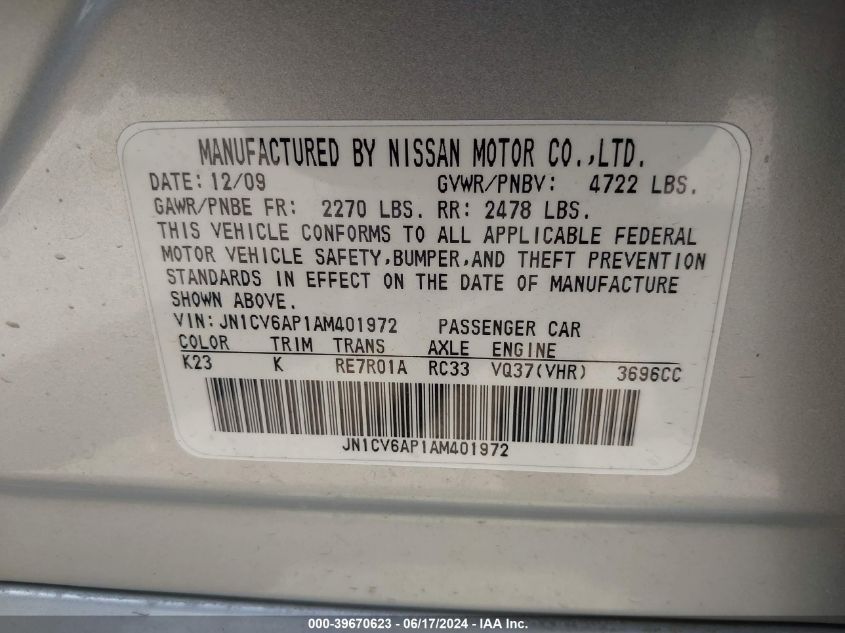 MANUFACTURED BY NISSAN MOTOR CO.,LTD.
DATE: 12/09 GVWR/PNBV: 4722 LBS.
GAWR/PNBE FR: 2270 LBS. RR: 2478 LBS.
THIS VEHICLE CONFORMS TO ALL APPLICABLE FEDERAL
MOTOR VEHICLE SAFETY,BUMPER,AND THEFT PREVENTION
STANDARDS IN EFFECT ON THE DATE OF MANUFACTURE
SHOWN ABOVE.
VIN: JN1CV6AP1AM401972 PASSENGER CAR
COLOR TRIM TRANS AXLE ENGINE
K23 K RE7R01A RC33 VQ37(VHR) 3696CC
JN1CV6AP1AM401972
000-39670623 / 06/17/2024 - IAA Inc.